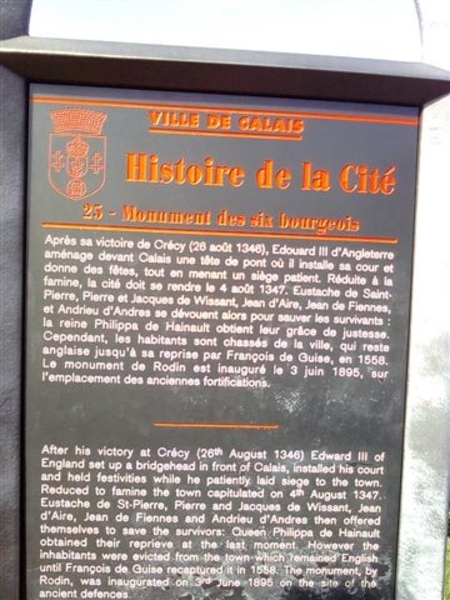 VILLE DE CALAIS
Histoire de la Cité
25 - Monument des six bourgeois
Après sa victoire de Crécy (26 août 1346), Edouard III d'Angleterre
aménage devant Calais une tête de pont où il installe sa cour et
donne des fêtes, tout en menant un siège patient. Réduite à la
famine, la cité doit se rendre le 4 août 1347. Eustache de Saint-
Pierre, Pierre et Jacques de Wissant, Jean d'Aire, Jean de Fiennes,
et Andrieu d'Andres se dévouent alors pour sauver les survivants :
la reine Philippa de Hainault obtient leur grâce de justesse.
Cependant, les habitants sont chassés de la ville, qui reste
anglaise jusqu'à sa reprise par François de Guise, en 1558.
Le monument de Rodin est inauguré le 3 juin 1895, sur
l'emplacement des anciennes fortifications.
After his victory at Crécy (26th August 1346) Edward III of
England set up a bridgehead in front of Calais, installed his court
and held festivities while he patiently laid siege to the town.
Reduced to famine the town capitulated on 4th August 1347.
Eustache de St-Pierre, Pierre and Jacques de Wissant, Jean
d'Aire, Jean de Fiennes and Andrieu d'Andres then offered
themselves to save the survivors: Queen Philippa de Hainault
obtained their reprieve at the last moment. However the
inhabitants were evicted from the town which remained English
until François de Guise recaptured it in 1558. The monument, by
Rodin, was inaugurated on 3rd June 1895 on the site of the
ancient defences.